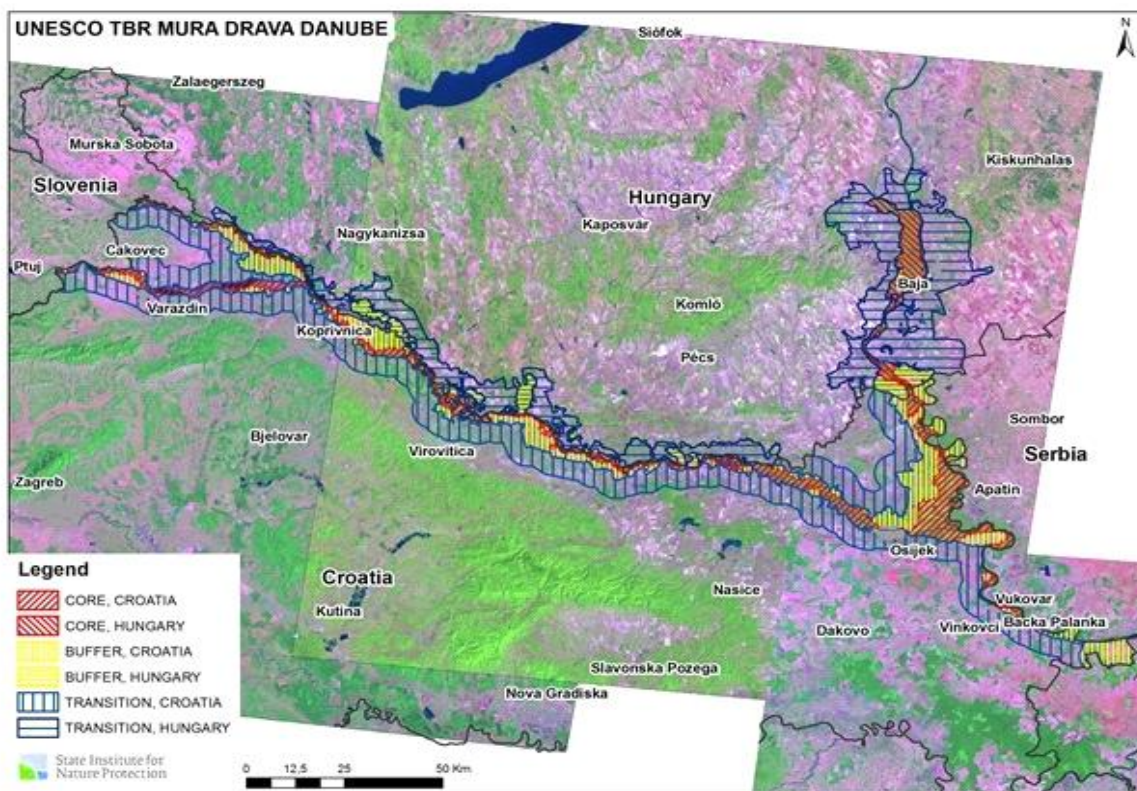 UNESCO TBR MURA DRAVA DANUBE
N
Siófok
Zalaegerszeg
Murska Sobota
Kiskunhalas
Slovenia
Hungary
Kaposvár
Nagykanizsa
Cakovec
Ptuj
Baja
Varazdin
Komló
Koprivnica
Pécs
Sombor
Bjelovar
Virovitica
Serbia
Zagreb
Apatin
Osijek
Legend
Croatia
Nasice
CORE, CROATIA
Kutina
Vukovar
CORE, HUNGARY
Vinkovci
Backa Palanka
Dakovo
BUFFER, CROATIA
BUFFER, HUNGARY
Slavonska Pozega
TRANSITION, CROATIA
Nova Gradiska
TRANSITION, HUNGARY
State Institute for
Nature Protection
0 12,5 25 50 Km